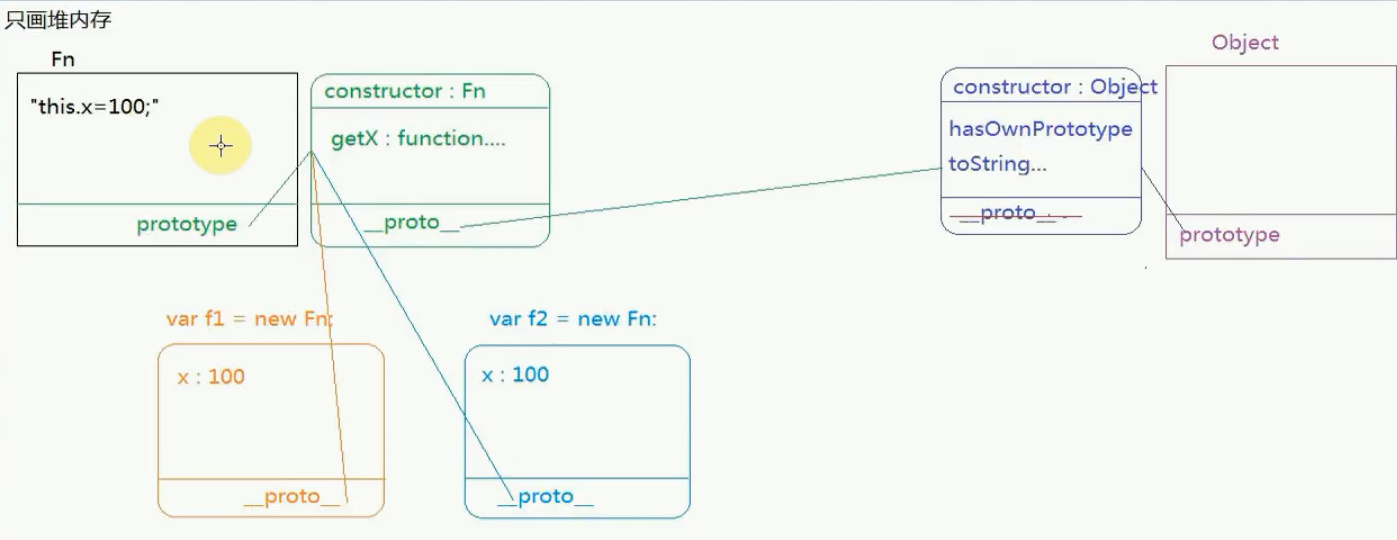 只画堆内存
Fn
"this.x=100;"
prototype
constructor : Fn
getX : function....
__proto__
Object
constructor : Object
hasOwnPrototype
toString...
__proto__
prototype
var f1 = new Fn;
x : 100
__proto__
var f2 = new Fn:
x : 100
__proto__